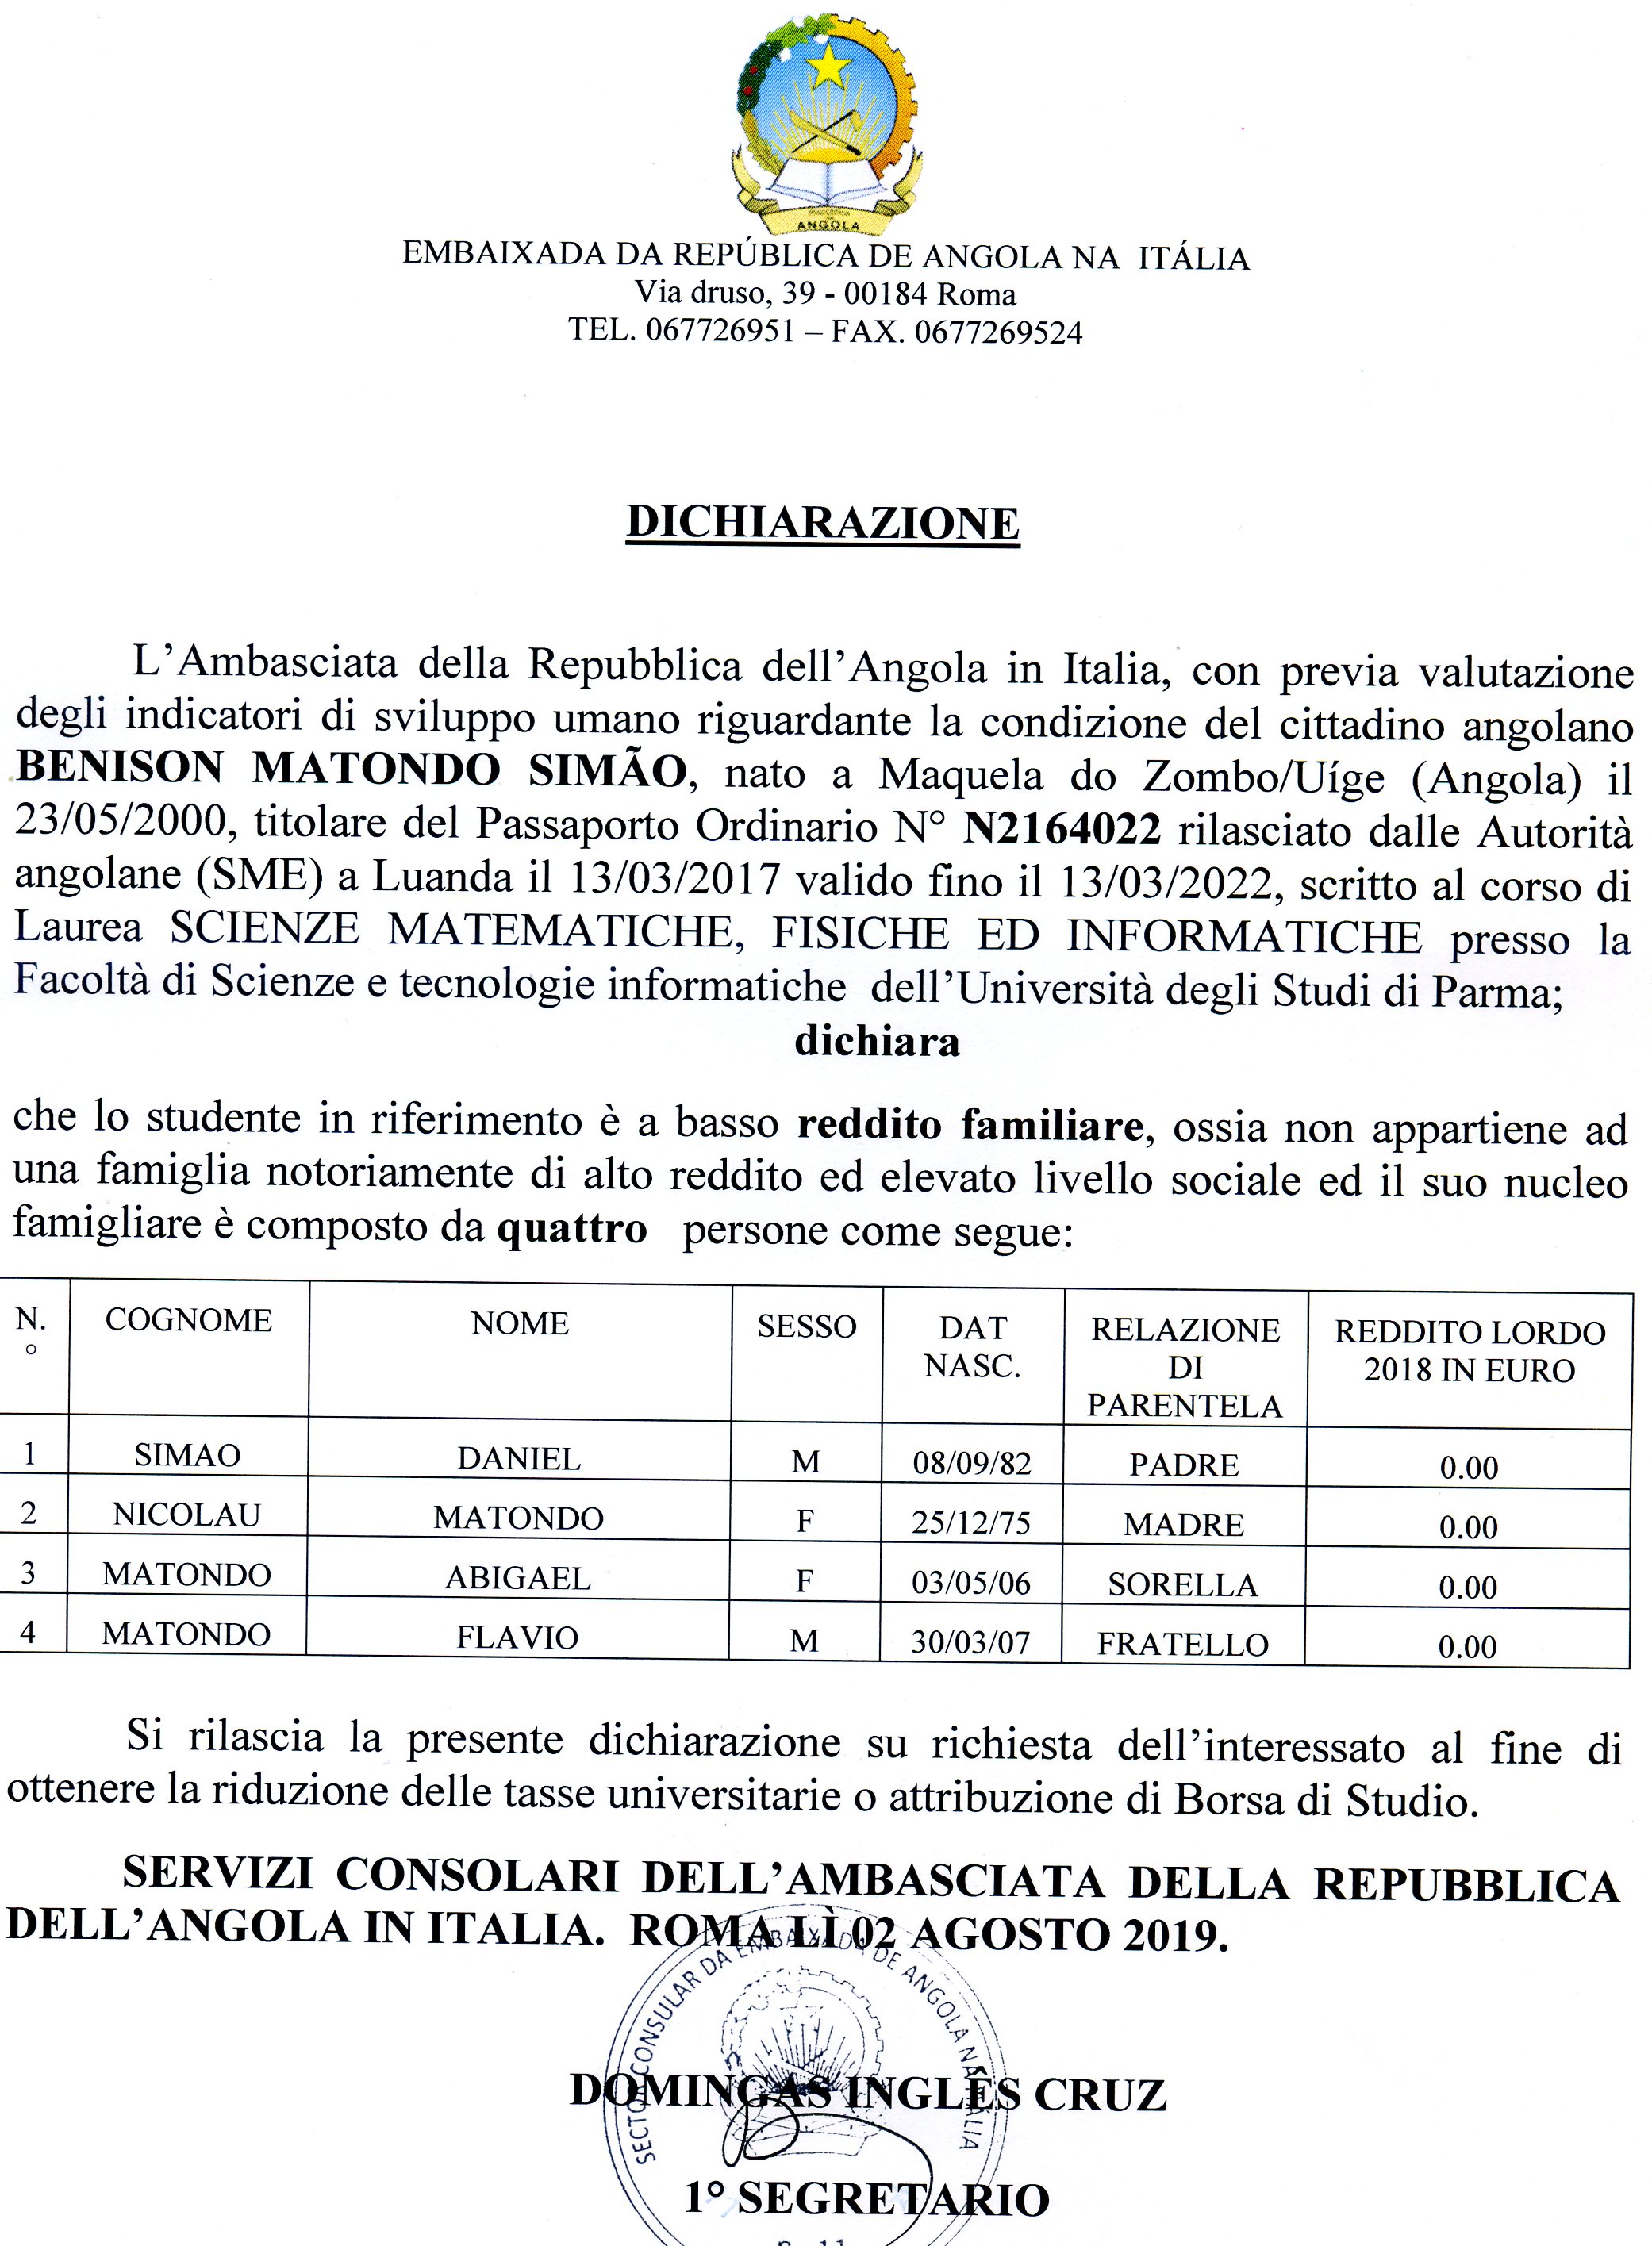 ANGOLA
EMBAIXADA DA REPÚBLICA DE ANGOLA NA ITÁLIA
Via druso, 39 - 00184 Roma
TEL. 067726951 – FAX. 0677269524
DICHIARAZIONE
L’Ambasciata della Repubblica dell’Angola in Italia, con previa valutazione
degli indicatori di sviluppo umano riguardante la condizione del cittadino angolano
BENISON MATONDO SIMÃO, nato a Maquela do Zombo/Uíge (Angola) il
23/05/2000, titolare del Passaporto Ordinario N° N2164022 rilasciato dalle Autorità
angolane (SME) a Luanda il 13/03/2017 valido fino il 13/03/2022, scritto al corso di
Laurea SCIENZE MATEMATICHE, FISICHE ED INFORMATICHE presso la
Facoltà di Scienze e tecnologie informatiche dell’Università degli Studi di Parma;
dichiara
che lo studente in riferimento è a basso reddito familiare, ossia non appartiene ad
una famiglia notoriamente di alto reddito ed elevato livello sociale ed il suo nucleo
famigliare è composto da quattro persone come segue:
N.° COGNOME NOME SESSO DAT NASC. RELAZIONE DI PARENTELA REDDITO LORDO 2018 IN EURO
1 SIMAO DANIEL M 08/09/82 PADRE 0.00
2 NICOLAU MATONDO F 25/12/75 MADRE 0.00
3 MATONDO ABIGAEL F 03/05/06 SORELLA 0.00
4 MATONDO FLAVIO M 30/03/07 FRATELLO 0.00
Si rilascia la presente dichiarazione su richiesta dell’interessato al fine di
ottenere la riduzione delle tasse universitarie o attribuzione di Borsa di Studio.
SERVIZI CONSOLARI DELL’AMBASCIATA DELLA REPUBBLICA
DELL’ANGOLA IN ITALIA. ROMA LÌ 02 AGOSTO 2019.
SECTOR CONSULAR DA EMBAIXADA DE ANGOLA NA ITÁLIA
DOMINGAS INGLÊS CRUZ
1° SEGRETARIO